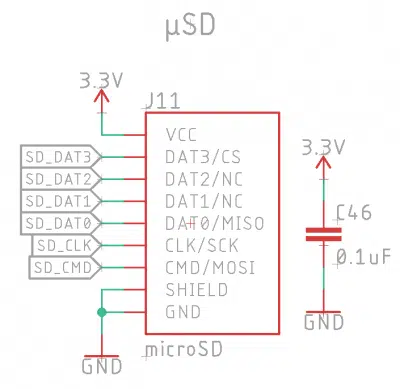 µSD
3.3V
J11
VCC
SD_DAT3 DAT3/CS
SD_DAT2 DAT2/NC
SD_DAT1 DAT1/NC
SD_DAT0 DAT0/MISO
SD_CLK CLK/SCK
SD_CMD CMD/MOSI
SHIELD
GND
microSD
GND
3.3V
C46
0.1uF
GND